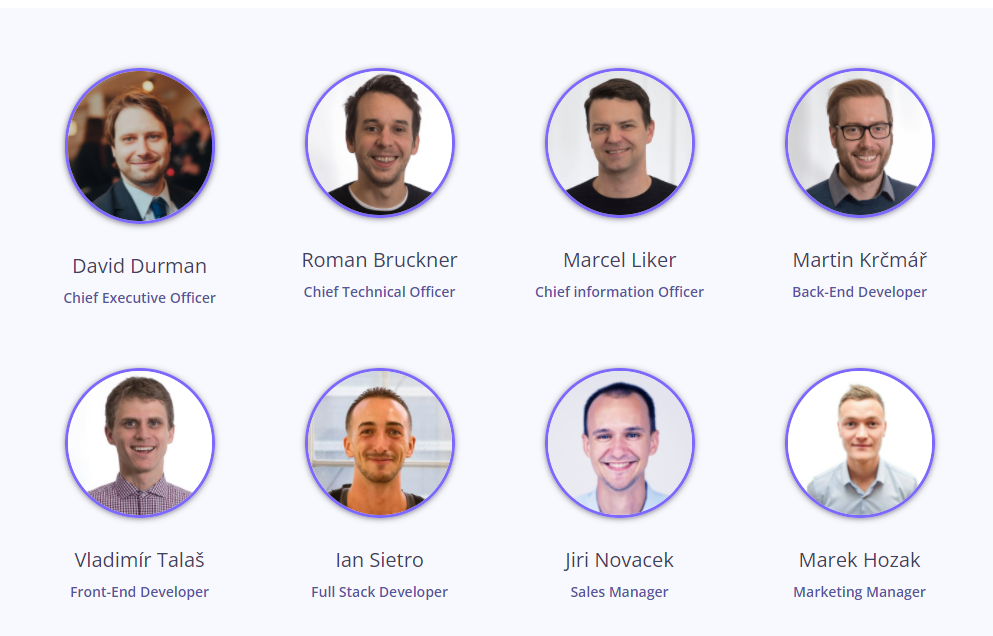 David Durman
Chief Executive Officer
Roman Bruckner
Chief Technical Officer
Marcel Liker
Chief information Officer
Martin Krčmář
Back-End Developer
Vladimír Talaš
Front-End Developer
Ian Sietro
Full Stack Developer
Jiri Novacek
Sales Manager
Marek Hozak
Marketing Manager